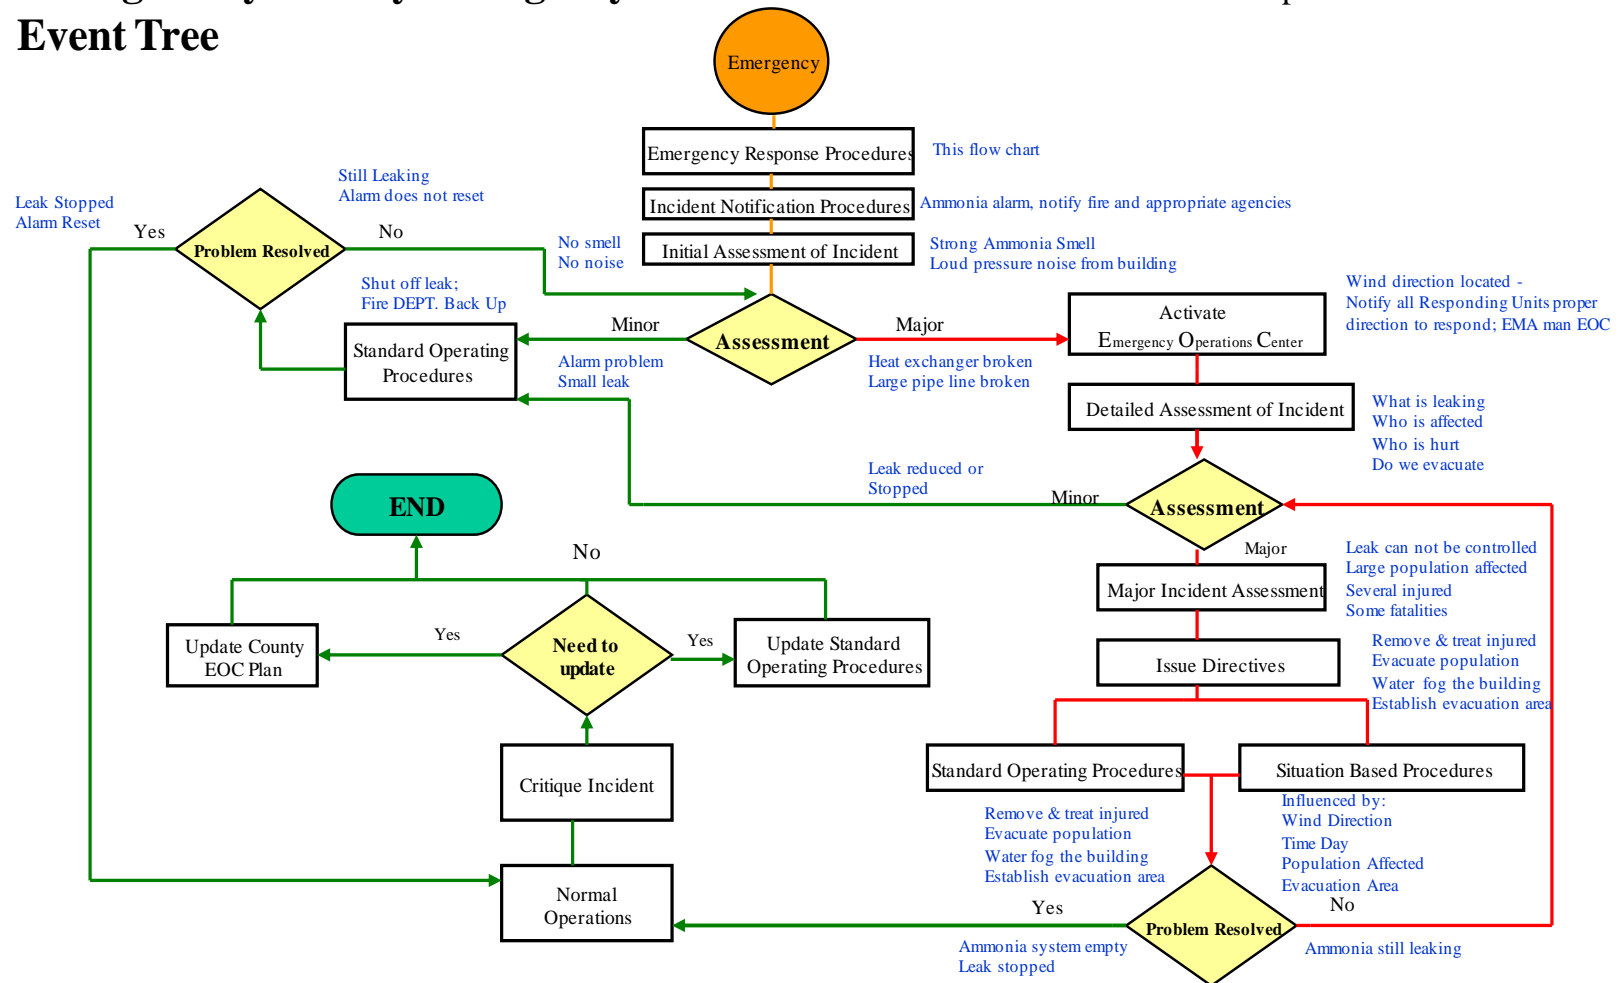 Event Tree
Emergency
Emergency Response Procedures
This flow chart
Incident Notification Procedures
Ammonia alarm, notify fire and appropriate agencies
Initial Assessment of Incident
Strong Ammonia Smell
Loud pressure noise from building
Still Leaking
Alarm does not reset
Leak Stopped
Alarm Reset
Yes
Problem Resolved
No
No smell
No noise
Shut off leak;
Fire DEPT. Back Up
Standard Operating
Procedures
Minor
Assessment
Major
Alarm problem
Small leak
Heat exchanger broken
Large pipe line broken
Activate
Emergency Operations Center
Wind direction located -
Notify all Responding Units proper
direction to respond; EMA man EOC
Detailed Assessment of Incident
What is leaking
Who is affected
Who is hurt
Do we evacuate
Leak reduced or
Stopped
Minor
Assessment
Major
Leak can not be controlled
Large population affected
Several injured
Some fatalities
Major Incident Assessment
Issue Directives
Remove & treat injured
Evacuate population
Water fog the building
Establish evacuation area
Standard Operating Procedures
Situation Based Procedures
Remove & treat injured
Evacuate population
Water fog the building
Establish evacuation area
Influenced by:
Wind Direction
Time Day
Population Affected
Evacuation Area
Yes
Problem Resolved
No
Ammonia system empty
Leak stopped
Ammonia still leaking
END
No
Update County
EOC Plan
Yes
Need to
update
Yes
Update Standard
Operating Procedures
Critique Incident
Normal
Operations